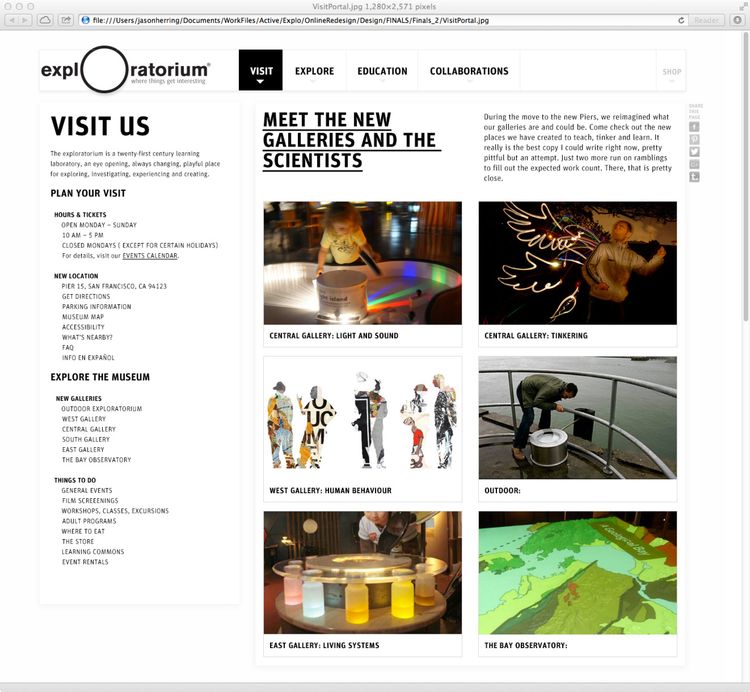 VisitPortal.jpg 1,280×2,571 pixels
file:///Users/jasonherring/Documents/WorkFiles/Active/Explo/OnlineRedesign/Design/FINALS/Finals_2/VisitPortal.jpg
Reader
exploratorium®
where things get interesting
VISIT
EXPLORE
EDUCATION
COLLABORATIONS
SHOP
VISIT US
The exploratorium is a twenty-first century learning
laboratory, an eye opening, always changing, playful place
for exploring, investigating, experiencing and creating.
PLAN YOUR VISIT
HOURS & TICKETS
OPEN MONDAY – SUNDAY
10 AM – 5 PM
CLOSED MONDAYS ( EXCEPT FOR CERTAIN HOLIDAYS)
For details, visit our EVENTS CALENDAR.
NEW LOCATION
PIER 15, SAN FRANCISCO, CA 94123
GET DIRECTIONS
PARKING INFORMATION
MUSEUM MAP
ACCESSIBILITY
WHAT'S NEARBY?
FAQ
INFO EN ESPAÑOL
EXPLORE THE MUSEUM
NEW GALLERIES
OUTDOOR EXPLORATORIUM
WEST GALLERY
CENTRAL GALLERY
SOUTH GALLERY
EAST GALLERY
THE BAY OBSERVATORY
THINGS TO DO
GENERAL EVENTS
FILM SCREEENINGS
WORKSHOPS, CLASSES, EXCURSIONS
ADULT PROGRAMS
WHERE TO EAT
THE STORE
LEARNING COMMONS
EVENT RENTALS
MEET THE NEW
GALLERIES AND THE
SCIENTISTS
During the move to the new Piers, we reimagined what
our galleries are and could be. Come check out the new
places we have created to teach, tinker and learn. It
really is the best copy I could write right now, pretty
pittful but an attempt. Just two more run on ramblings
to fill out the expected work count. There, that is pretty
close.
SHARE
THIS
PAGE
island
CENTRAL GALLERY: LIGHT AND SOUND
CENTRAL GALLERY: TINKERING
WEST GALLERY: HUMAN BEHAVIOUR
OUTDOOR:
EAST GALLERY: LIVING SYSTEMS
A Geologic Bay
THE BAY OBSERVATORY: